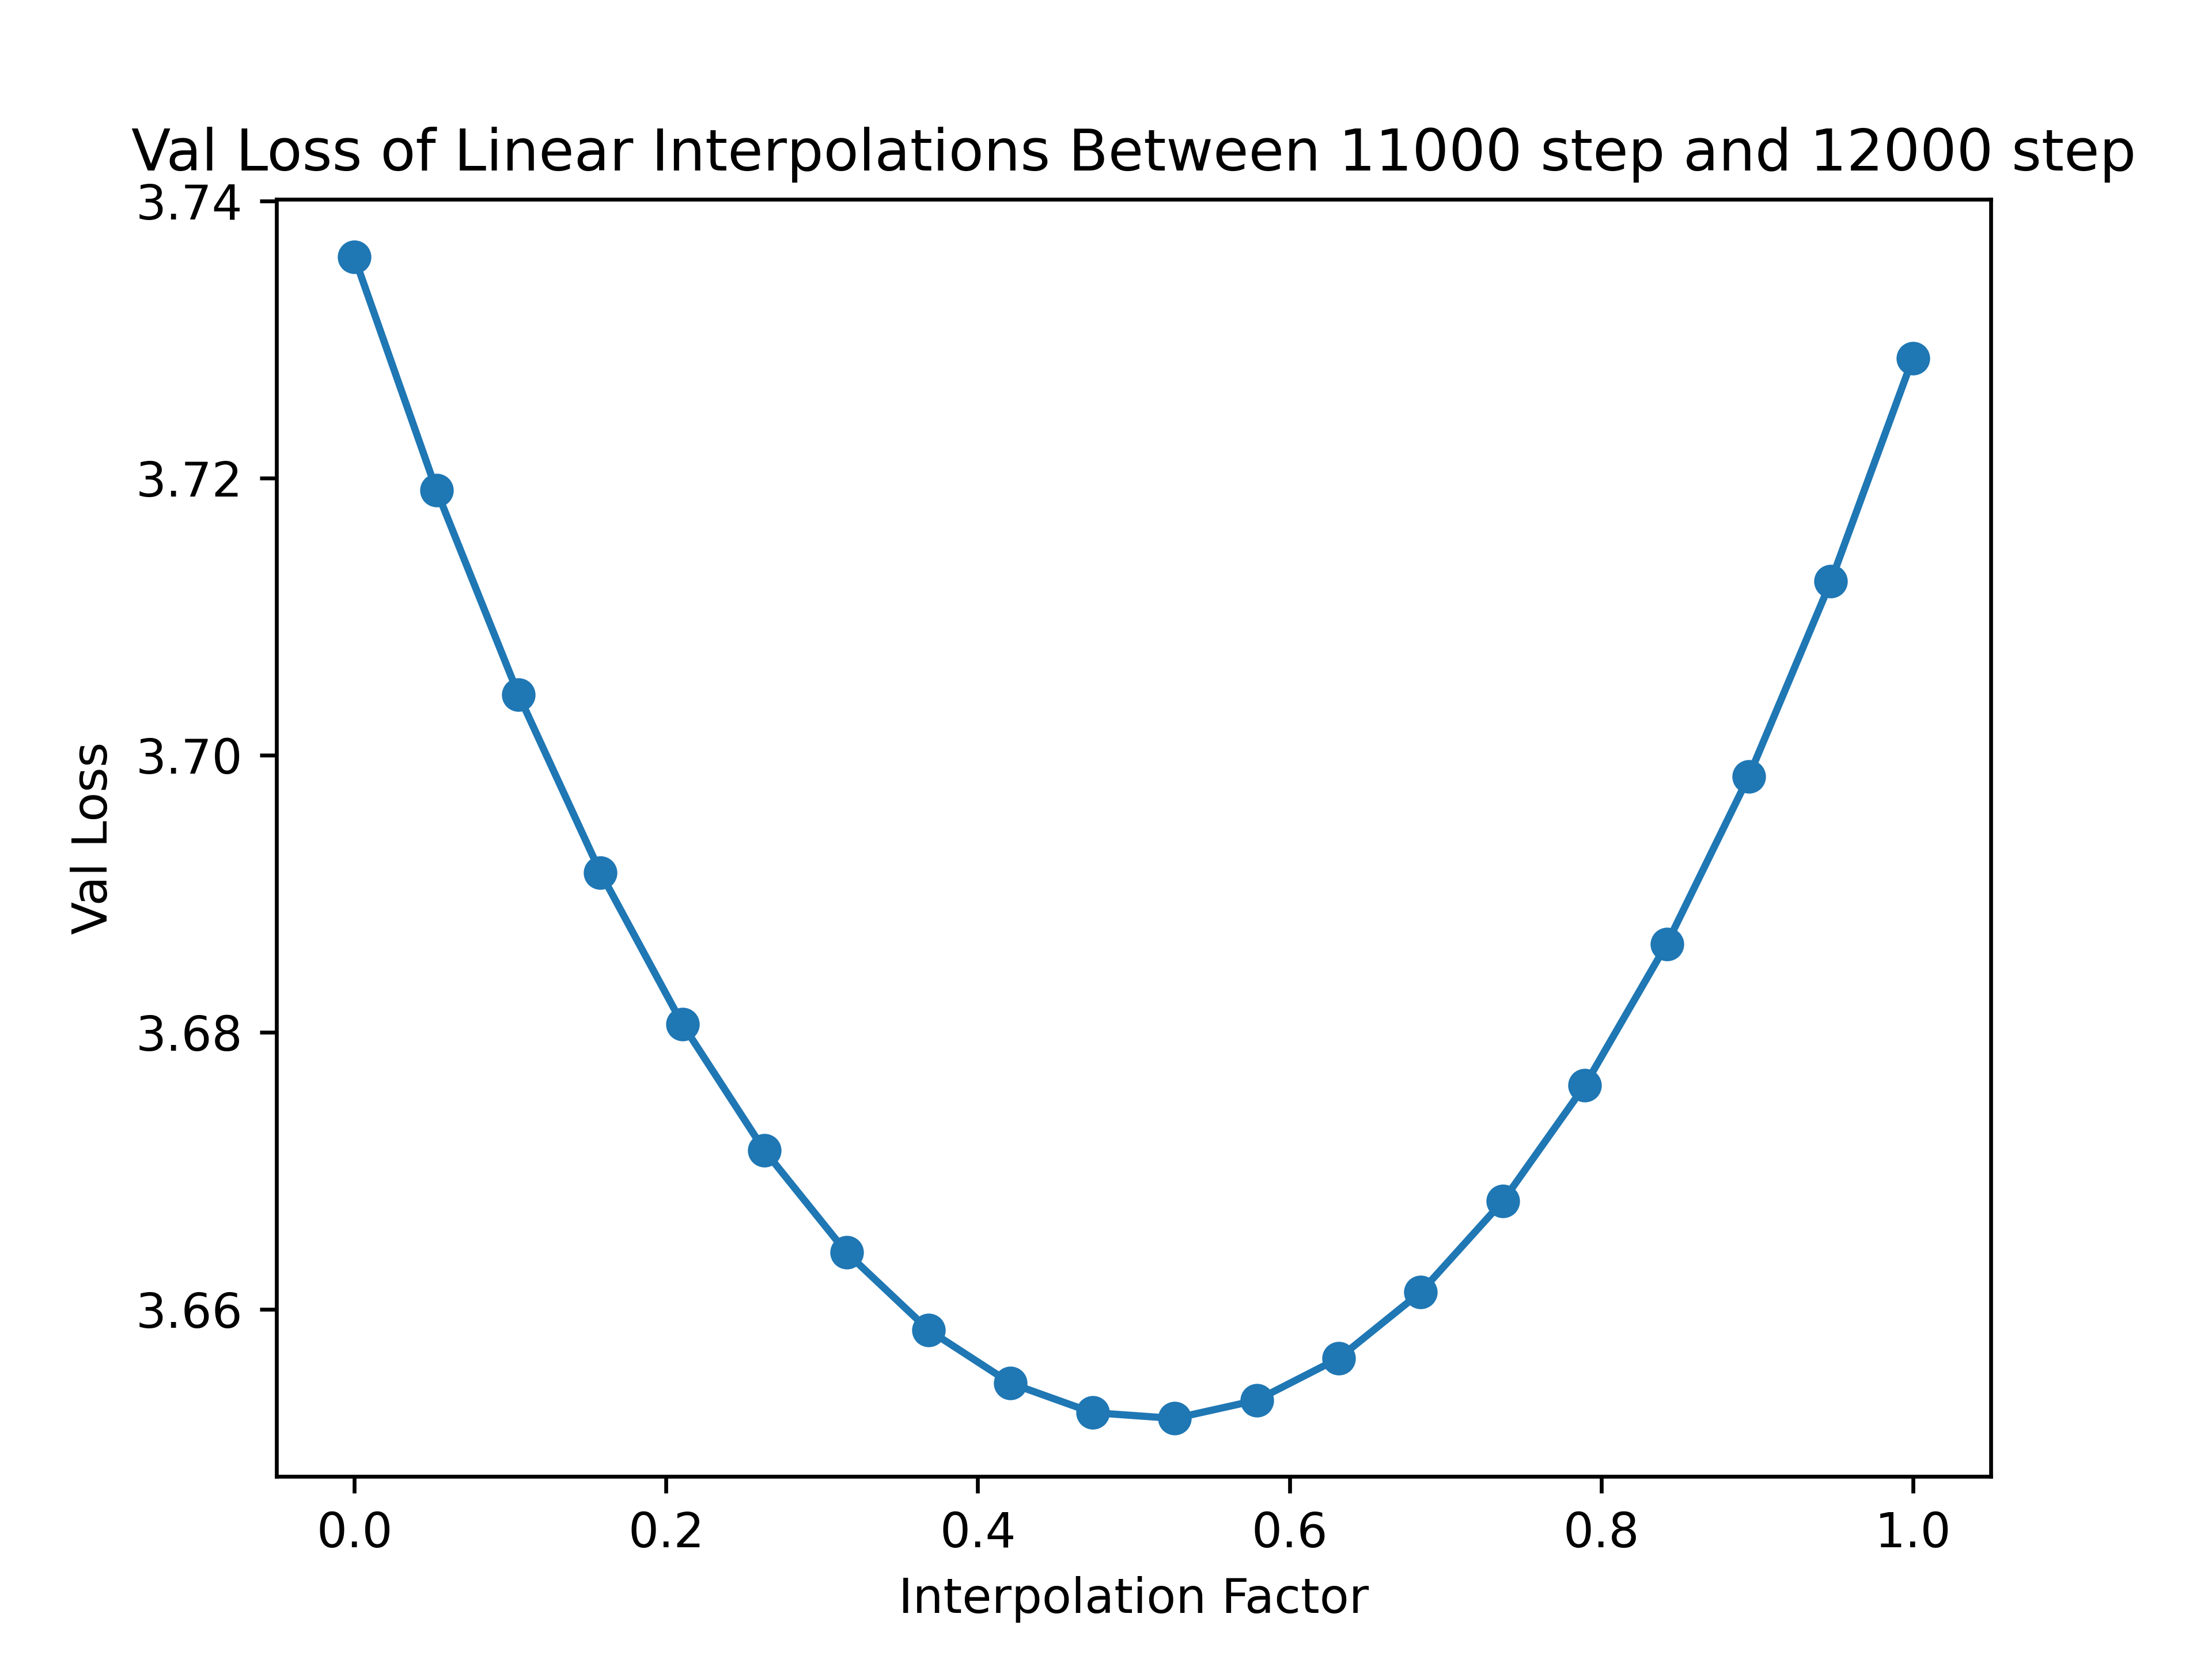 Val Loss of Linear Interpolations Between 11000 step and 12000 step
3.74
3.72
3.70
3.68
3.66
Val Loss
0.0 0.2 0.4 0.6 0.8 1.0
Interpolation Factor